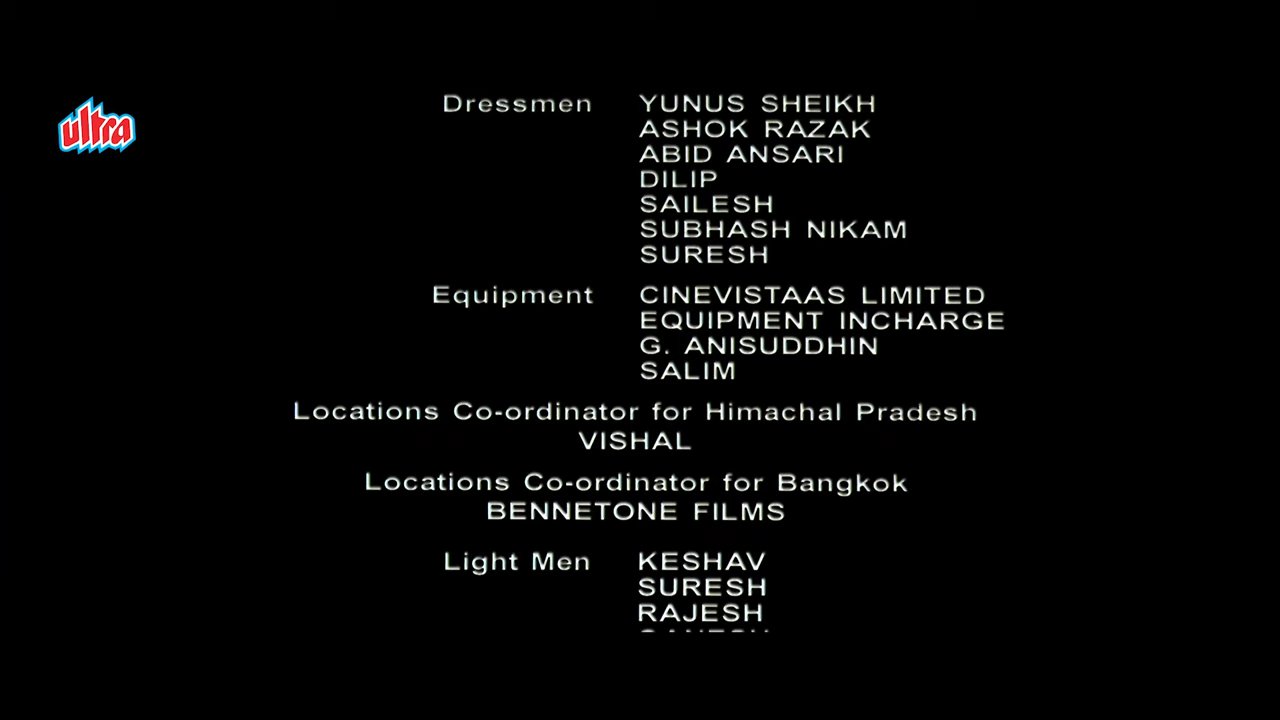 ultra
Dressmen YUNUS SHEIKH
ASHOK RAZAK
ABID ANSARI
DILIP
SAILESH
SUBHASH NIKAM
SURESH
Equipment CINEVISTAAS LIMITED
EQUIPMENT INCHARGE
G. ANISUDDHIN
SALIM
Locations Co-ordinator for Himachal Pradesh
VISHAL
Locations Co-ordinator for Bangkok
BENNETONE FILMS
Light Men KESHAV
SURESH
RAJESH